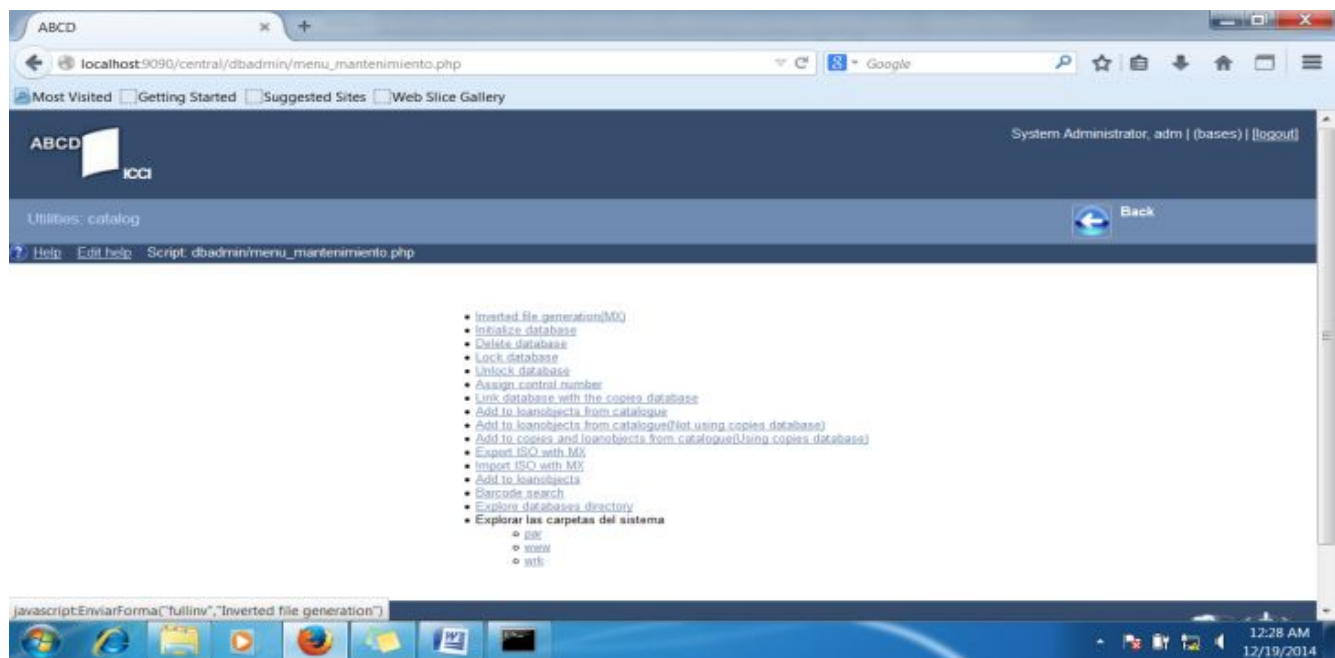 ABCD
localhost:9090/central/dbadmin/menu_mantenimiento.php
Google
Most Visited Getting Started Suggested Sites Web Slice Gallery
ABCD
ICCI
System Administrator, adm | (bases) | [logout]
Utilities: catalog
Back
Help Edit help Script: dbadmin/menu_mantenimiento.php
Inverted file generation(MX)
Initialize database
Delete database
Lock database
Unlock database
Assign control number
Link database with the copies database
Add to loanobjects from catalogue
Add to loanobjects from catalogue(Not using copies database)
Add to copies and loanobjects from catalogue(Using copies database)
Export ISO with MX
Import ISO with MX
Add to loanobjects
Barcode search
Explore databases directory
Explorar las carpetas del sistema
par
www
wrk
javascript:EnviarForma("fullinv","Inverted file generation")
12:28 AM
12/19/2014